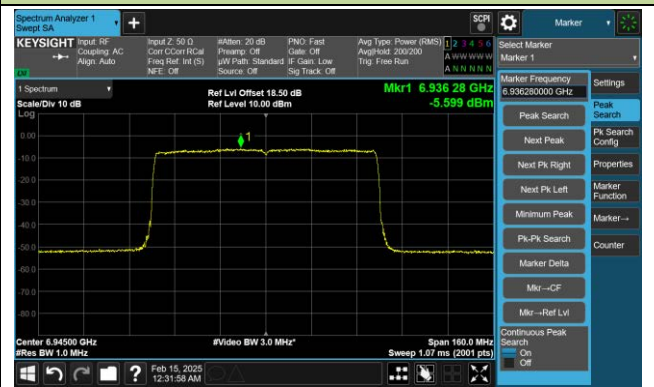 Spectrum Analyzer 1
Swept SA
SCPI
Marker
KEYSIGHT
Input: RF
Coupling: AC
Align: Auto
Input Z: 50 Ω
Corr CCorr RCal
Freq Ref: Int (S)
NFE: Off
#Atten: 20 dB
Preamp: Off
µW Path: Standard
Source: Off
PNO: Fast
Gate: Off
IF Gain: Low
Sig Track: Off
Avg Type: Power (RMS)
Avg|Hold: 200/200
Trig: Free Run
1 2 3 4 5 6
A W W W W W
A N N N N N
Select Marker
Marker 1
1 Spectrum
Scale/Div 10 dB
Log
Ref Lvl Offset 18.50 dB
Ref Level 10.00 dBm
Mkr1 6.936 28 GHz
-5.599 dBm
0.00
-10.0
-20.0
-30.0
-40.0
-50.0
-60.0
-70.0
-80.0
1
Center 6.94500 GHz
#Res BW 1.0 MHz
#Video BW 3.0 MHz*
Span 160.0 MHz
Sweep 1.07 ms (2001 pts)
Marker Frequency
6.936280000 GHz
Peak Search
Next Peak
Next Pk Right
Next Pk Left
Minimum Peak
Pk-Pk Search
Marker Delta
Mkr→CF
Mkr→Ref Lvl
Continuous Peak
Search
On
Off
Settings
Peak
Search
Pk Search
Config
Properties
Marker
Function
Marker→
Counter
?
Feb 15, 2025
12:31:58 AM